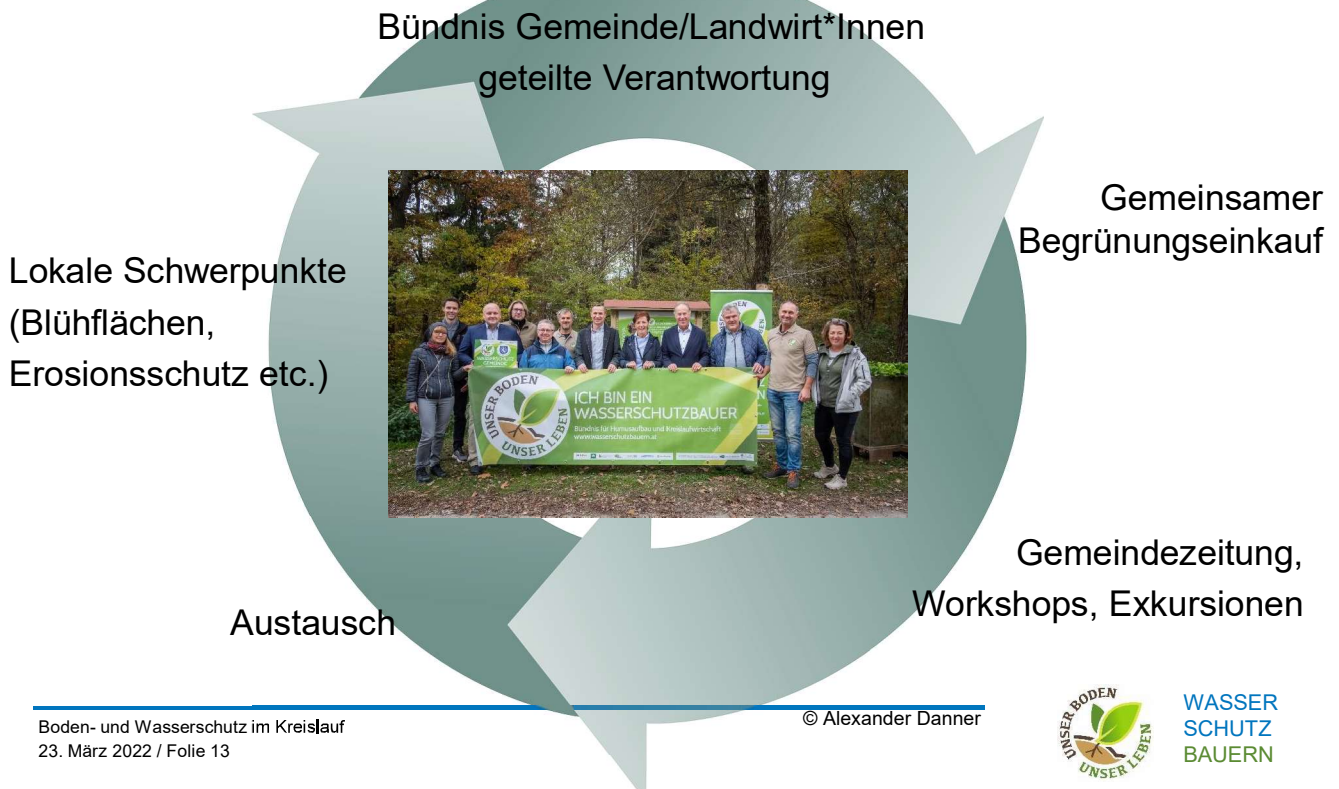 Bündnis Gemeinde/Landwirt*Innen
geteilte Verantwortung
Gemeinsamer
Begrünungseinkauf
Lokale Schwerpunkte
(Blühflächen,
Erosionsschutz etc.)
UNSER BODEN
UNSER LEBEN
ICH BIN EIN
WASSERSCHUTZBAUER
Bündnis für Humusaufbau und Kreislaufwirtschaft
www.wasserschutzbauern.at
WASSERSCHUTZ
GEMEINDE
Gemeindezeitung,
Workshops, Exkursionen
Austausch
© Alexander Danner
Boden- und Wasserschutz im Kreislauf
23. März 2022 / Folie 13
UNSER BODEN
UNSER LEBEN
WASSER
SCHUTZ
BAUERN